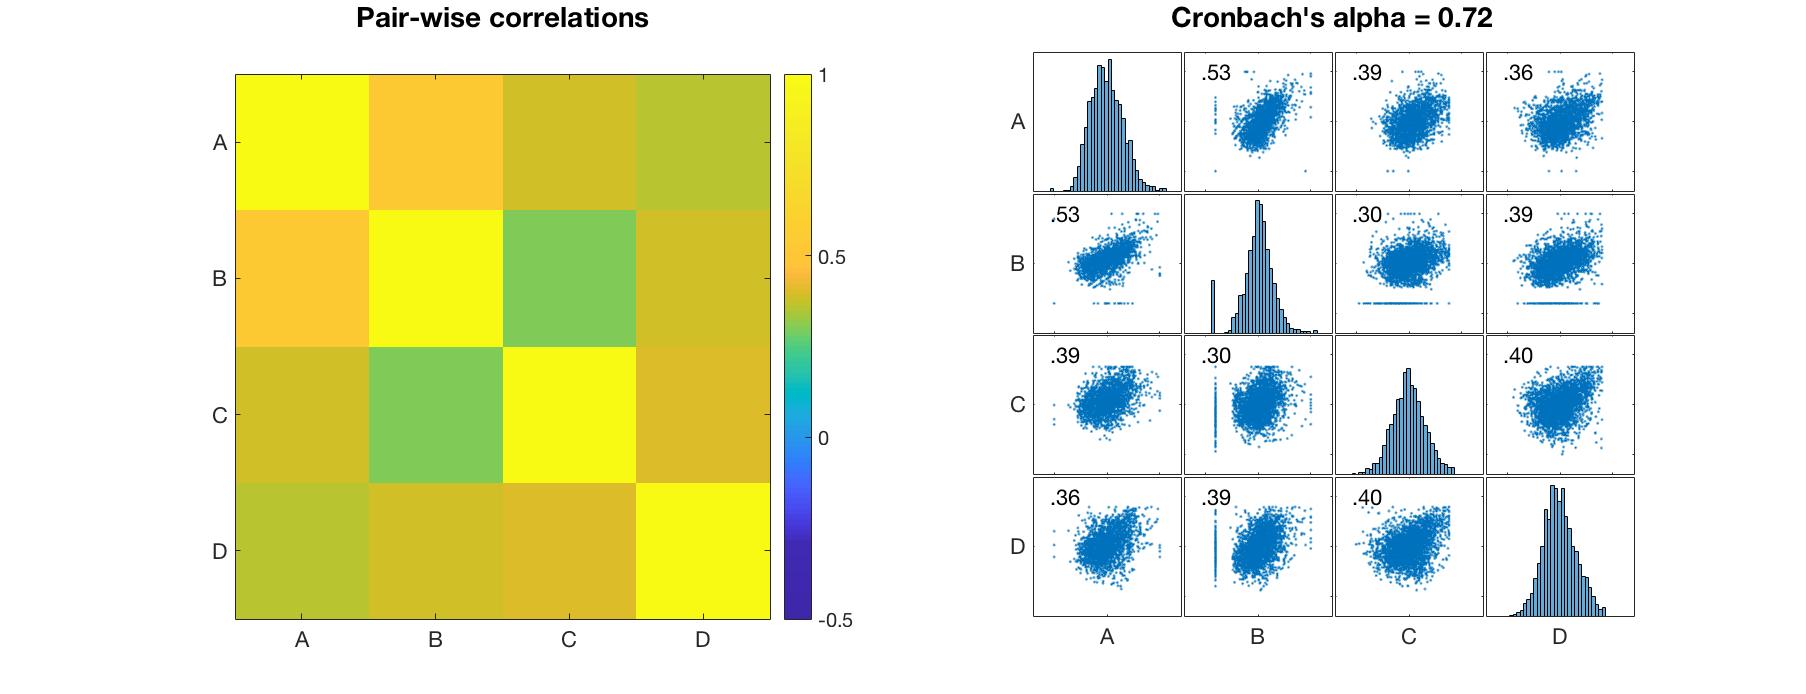 Pair-wise correlations
A
B
C
D
A B C D
1
0.5
0
-0.5
Cronbach's alpha = 0.72
A
.53 .39 .36
B
.53 .30 .39
C
.39 .30 .40
D
.36 .39 .40
A B C D